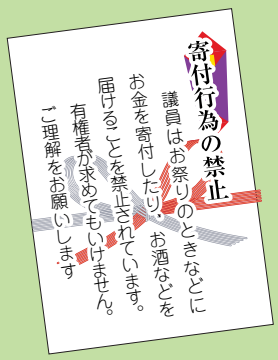 寄付行為の禁止
議員はお祭りのときなどに
お金を寄付したり、お酒などを
届けることを禁止されています。
有権者が求めてもいけません。
ご理解をお願いします